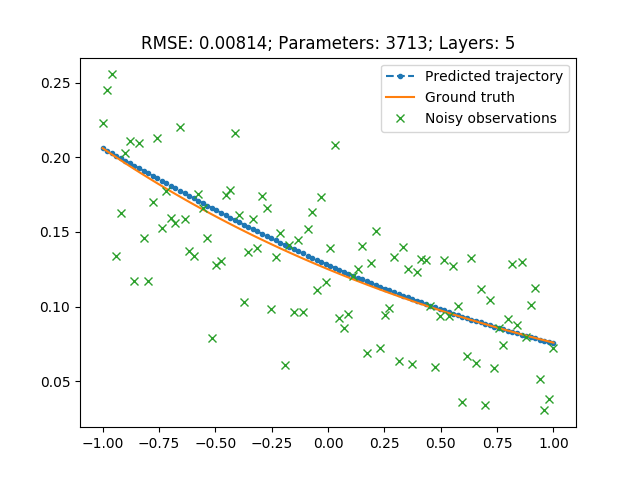 RMSE: 0.00814; Parameters: 3713; Layers: 5
Predicted trajectory
Ground truth
Noisy observations
0.25
0.20
0.15
0.10
0.05
−1.00 −0.75 −0.50 −0.25 0.00 0.25 0.50 0.75 1.00